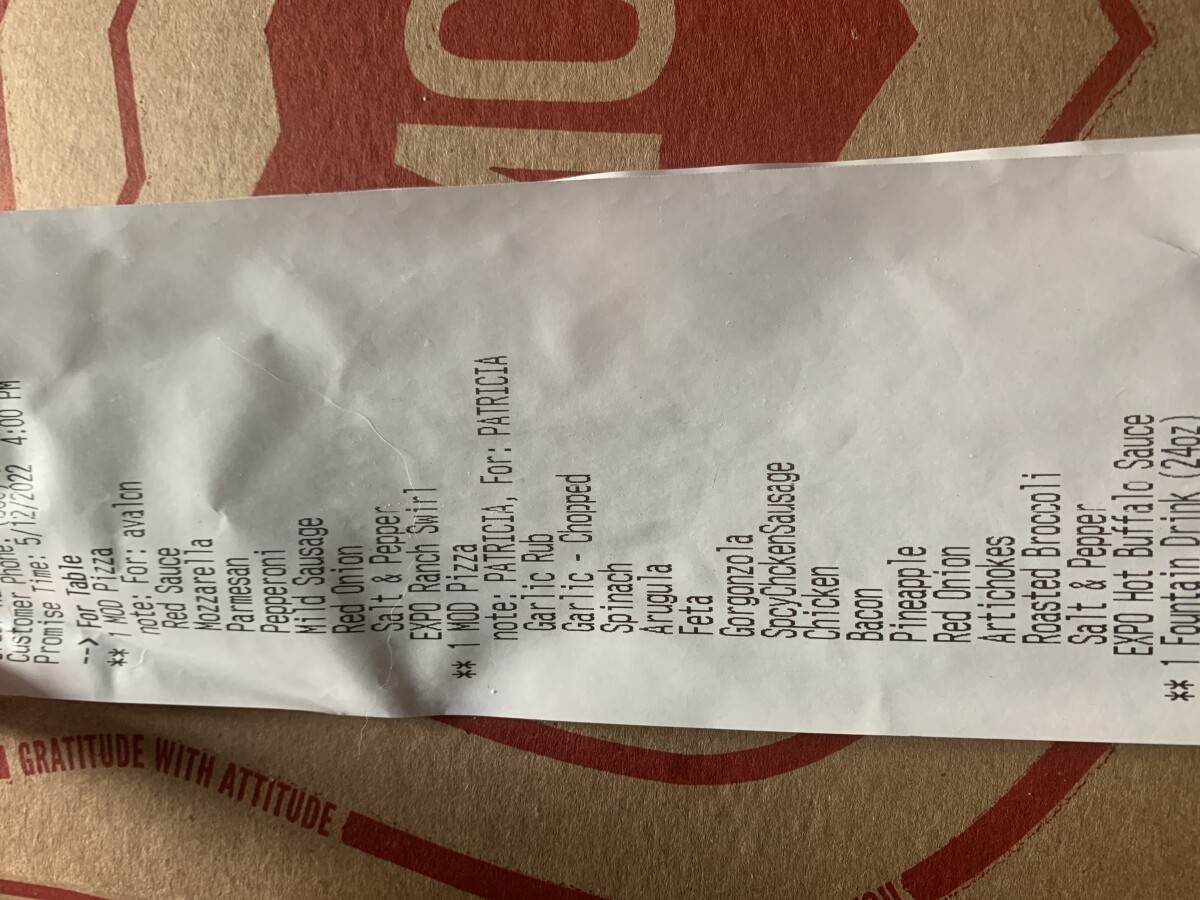 Customer Phone:
Promise Time: 5/12/2022 4:00 PM
--> For Table
** 1 MOD Pizza
note: For: avalon
Red Sauce
Mozzarella
Parmesan
Pepperoni
Mild Sausage
Red Onion
Salt & Pepper
EXPO Ranch Swirl
** 1 MOD Pizza
note: PATRICIA, For: PATRICIA
Garlic Rub
Garlic - Chopped
Spinach
Arugula
Feta
Gorgonzola
SpcyChckenSausage
Chicken
Bacon
Pineapple
Red Onion
Artichokes
Roasted Broccoli
Salt & Pepper
EXPO Hot Buffalo Sauce
** 1 Fountain Drink (24oz)
MO
GRATITUDE WITH ATTITUDE